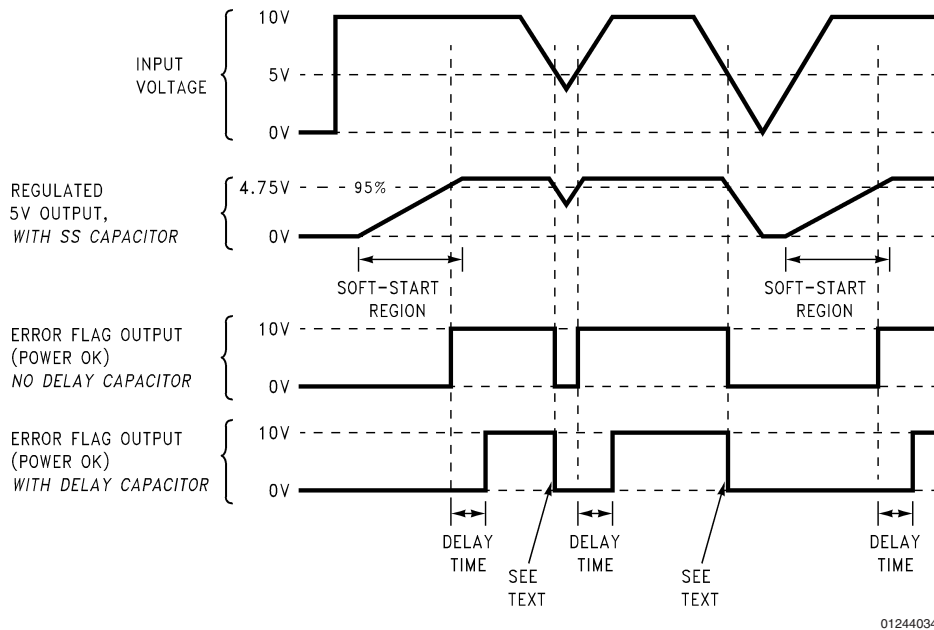 10V
INPUT
VOLTAGE
5V
0V
REGULATED
5V OUTPUT,
WITH SS CAPACITOR
4.75V
95%
0V
SOFT-START
REGION
SOFT-START
REGION
ERROR FLAG OUTPUT
(POWER OK)
NO DELAY CAPACITOR
10V
0V
ERROR FLAG OUTPUT
(POWER OK)
WITH DELAY CAPACITOR
10V
0V
DELAY
TIME
SEE
TEXT
DELAY
TIME
SEE
TEXT
DELAY
TIME
01244034